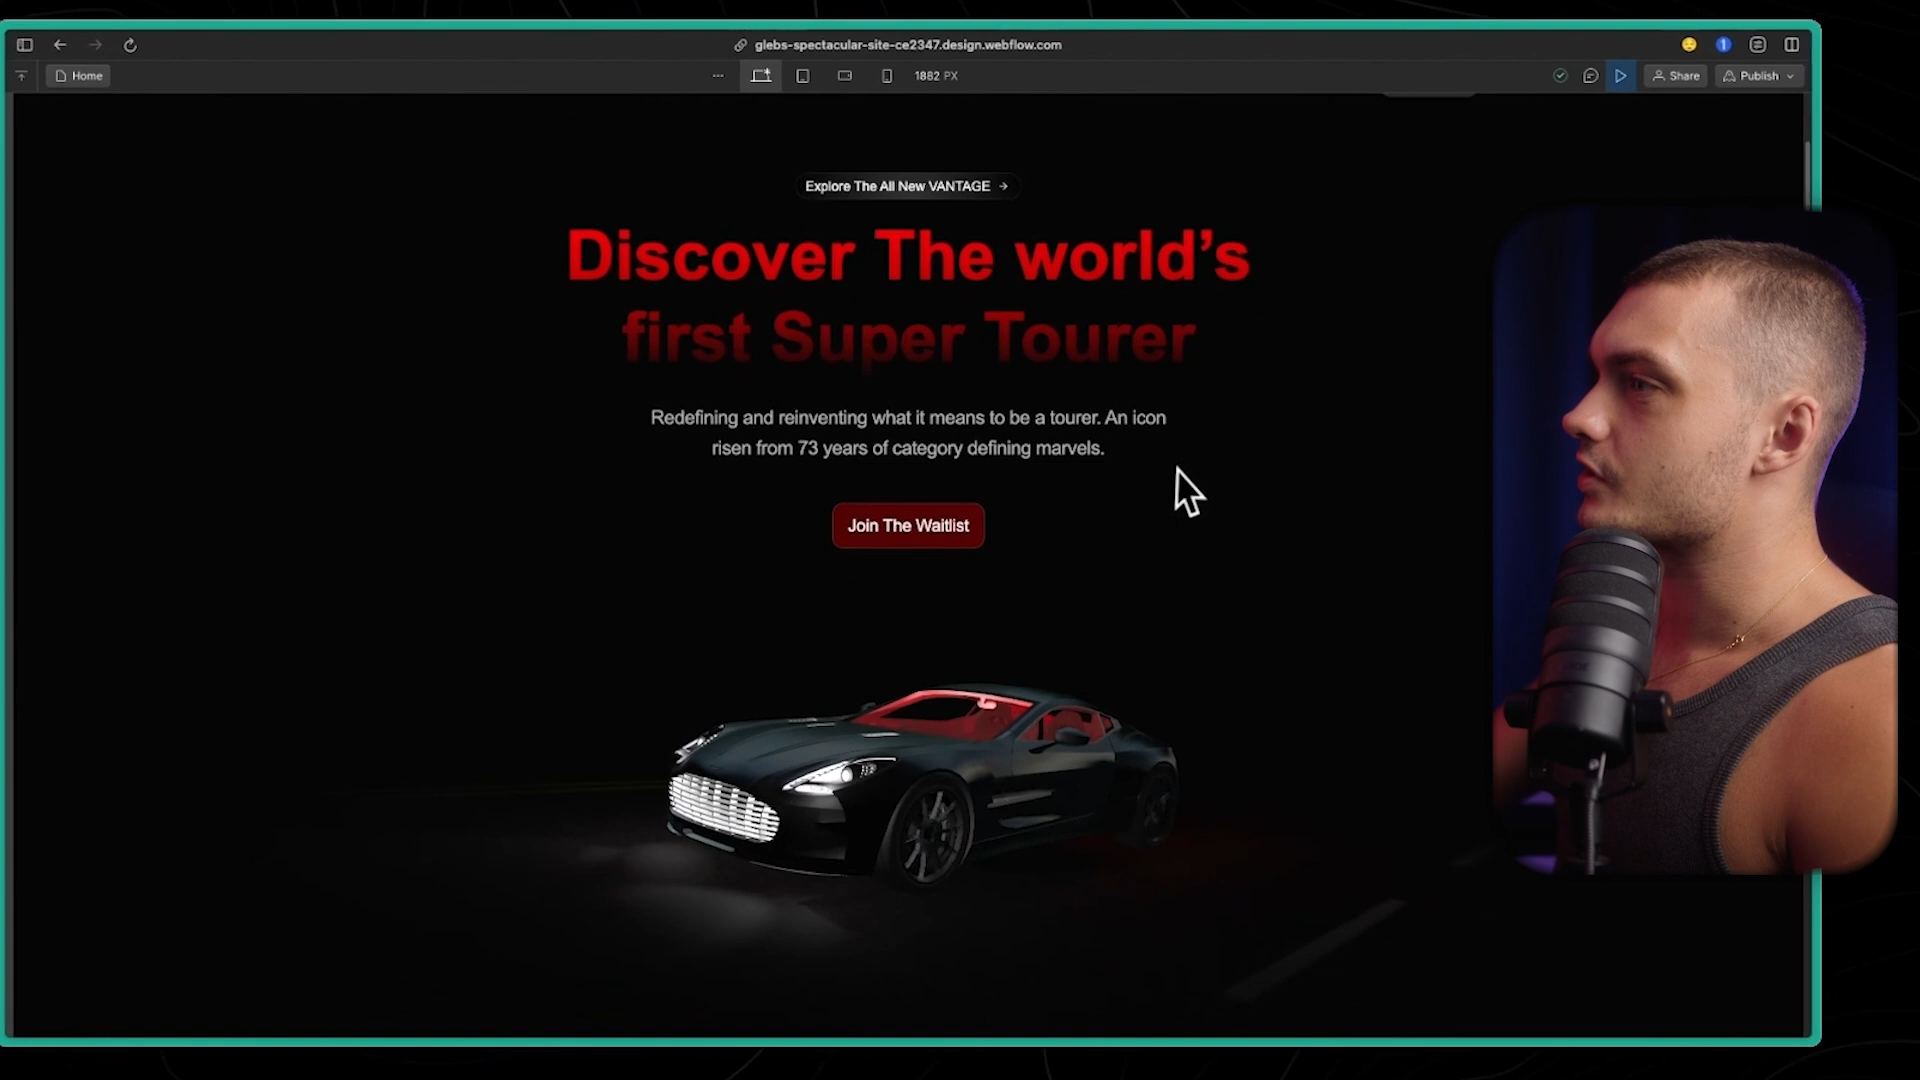 glebs-spectacular-site-ce2347.design.webflow.com
Home
1882 PX
Share
Publish
Explore The All New VANTAGE →
Discover The world’s
first Super Tourer
Redefining and reinventing what it means to be a tourer. An icon
risen from 73 years of category defining marvels.
Join The Waitlist